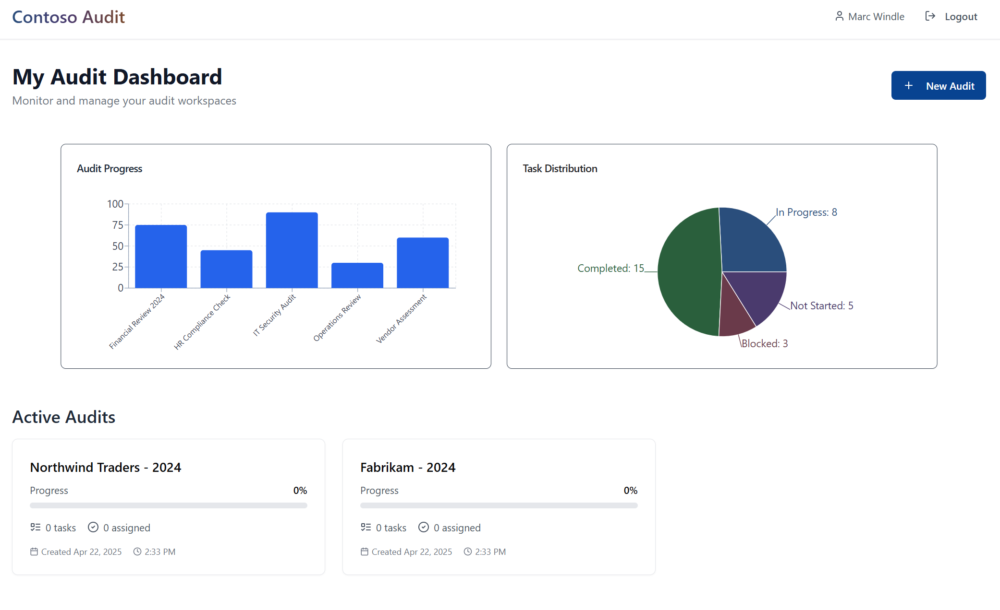 Contoso Audit
Marc Windle
Logout
My Audit Dashboard
Monitor and manage your audit workspaces
New Audit
Audit Progress
100
75
50
25
0
Financial Review 2024
HR Compliance Check
IT Security Audit
Operations Review
Vendor Assessment
Task Distribution
In Progress: 8
Completed: 15
Not Started: 5
Blocked: 3
Active Audits
Northwind Traders - 2024
Progress 0%
0 tasks 0 assigned
Created Apr 22, 2025 2:33 PM
Fabrikam - 2024
Progress 0%
0 tasks 0 assigned
Created Apr 22, 2025 2:33 PM